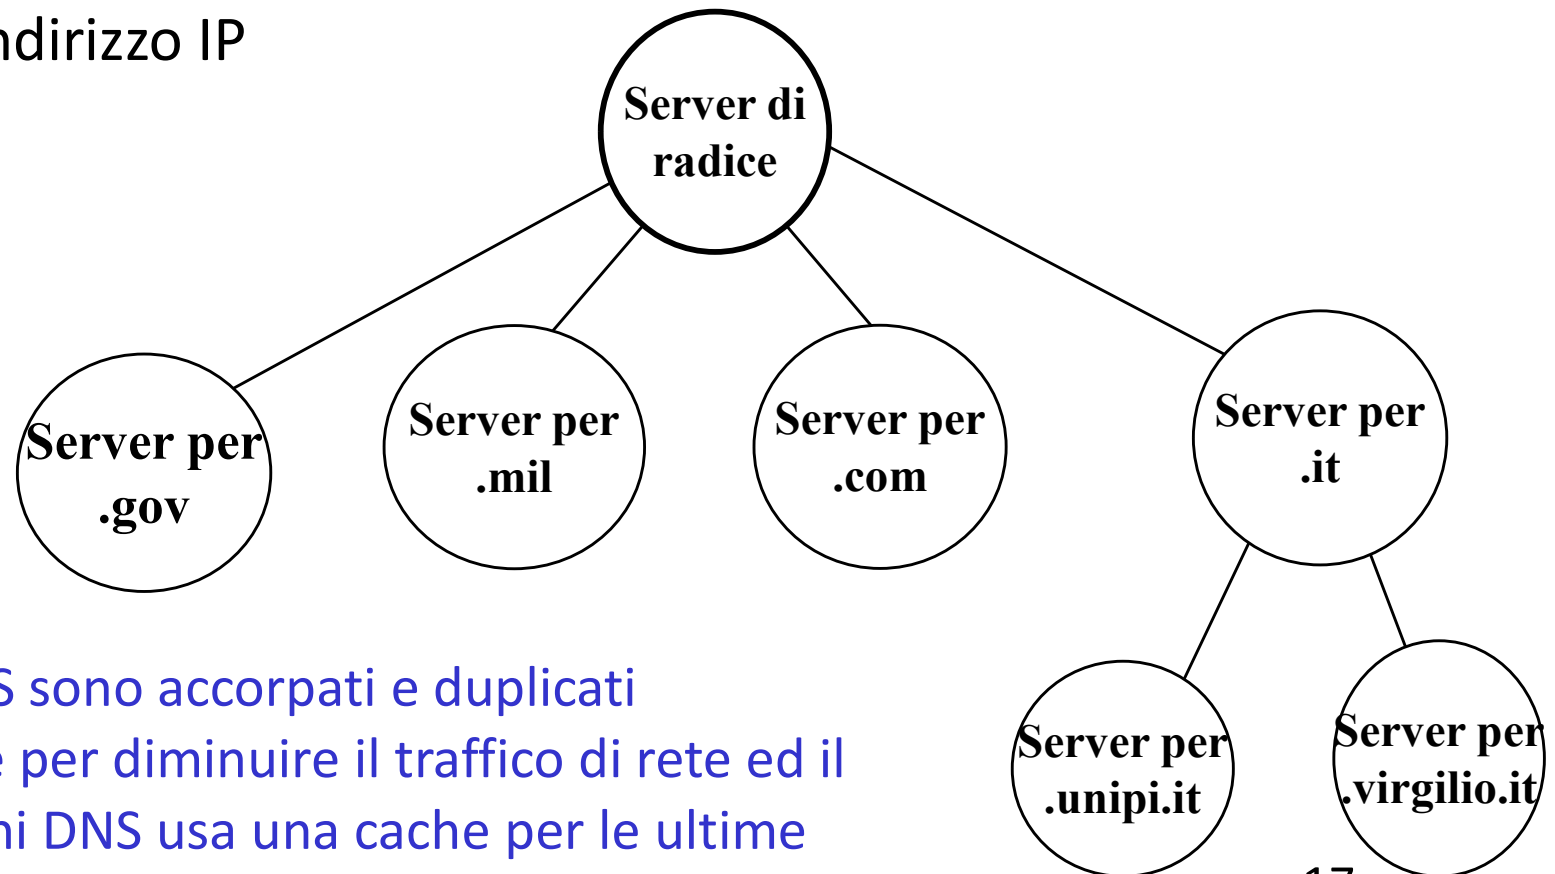 ndirizzo IP
Server di
radice
Server per
.gov
Server per
.mil
Server per
.com
Server per
.it
S sono accorpati e duplicati
e per diminuire il traffico di rete ed il
ni DNS usa una cache per le ultime
Server per
.unipi.it
Server per
.virgilio.it
17